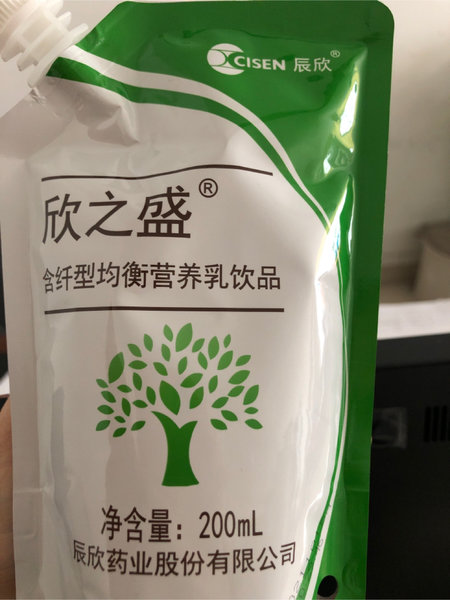 CISEN 辰欣®
欣之盛®
含纤型均衡营养乳饮品
净含量：200mL
辰欣药业股份有限公司